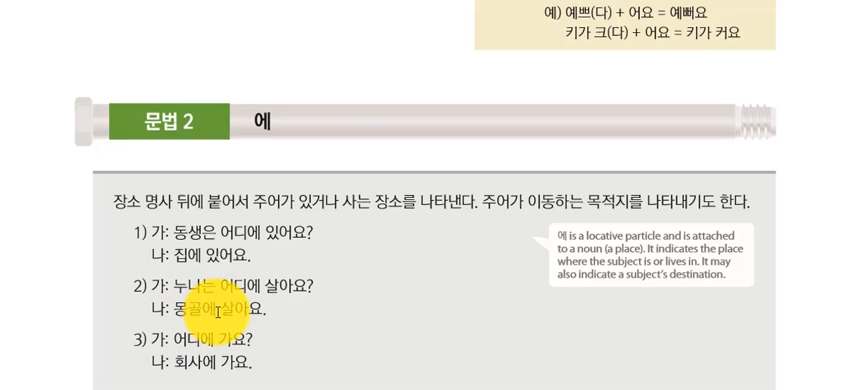 예) 예쁘(다) + 어요 = 예뻐요
키가 크(다) + 어요 = 키가 커요
문법 2 에
장소 명사 뒤에 붙어서 주어가 있거나 사는 장소를 나타낸다. 주어가 이동하는 목적지를 나타내기도 한다.
1) 가: 동생은 어디에 있어요?
나: 집에 있어요.
2) 가: 누나는 어디에 살아요?
나: 몽골에 살아요.
3) 가: 어디에 가요?
나: 회사에 가요.
에 is a locative particle and is attached
to a noun (a place). It indicates the place
where the subject is or lives in. It may
also indicate a subject's destination.